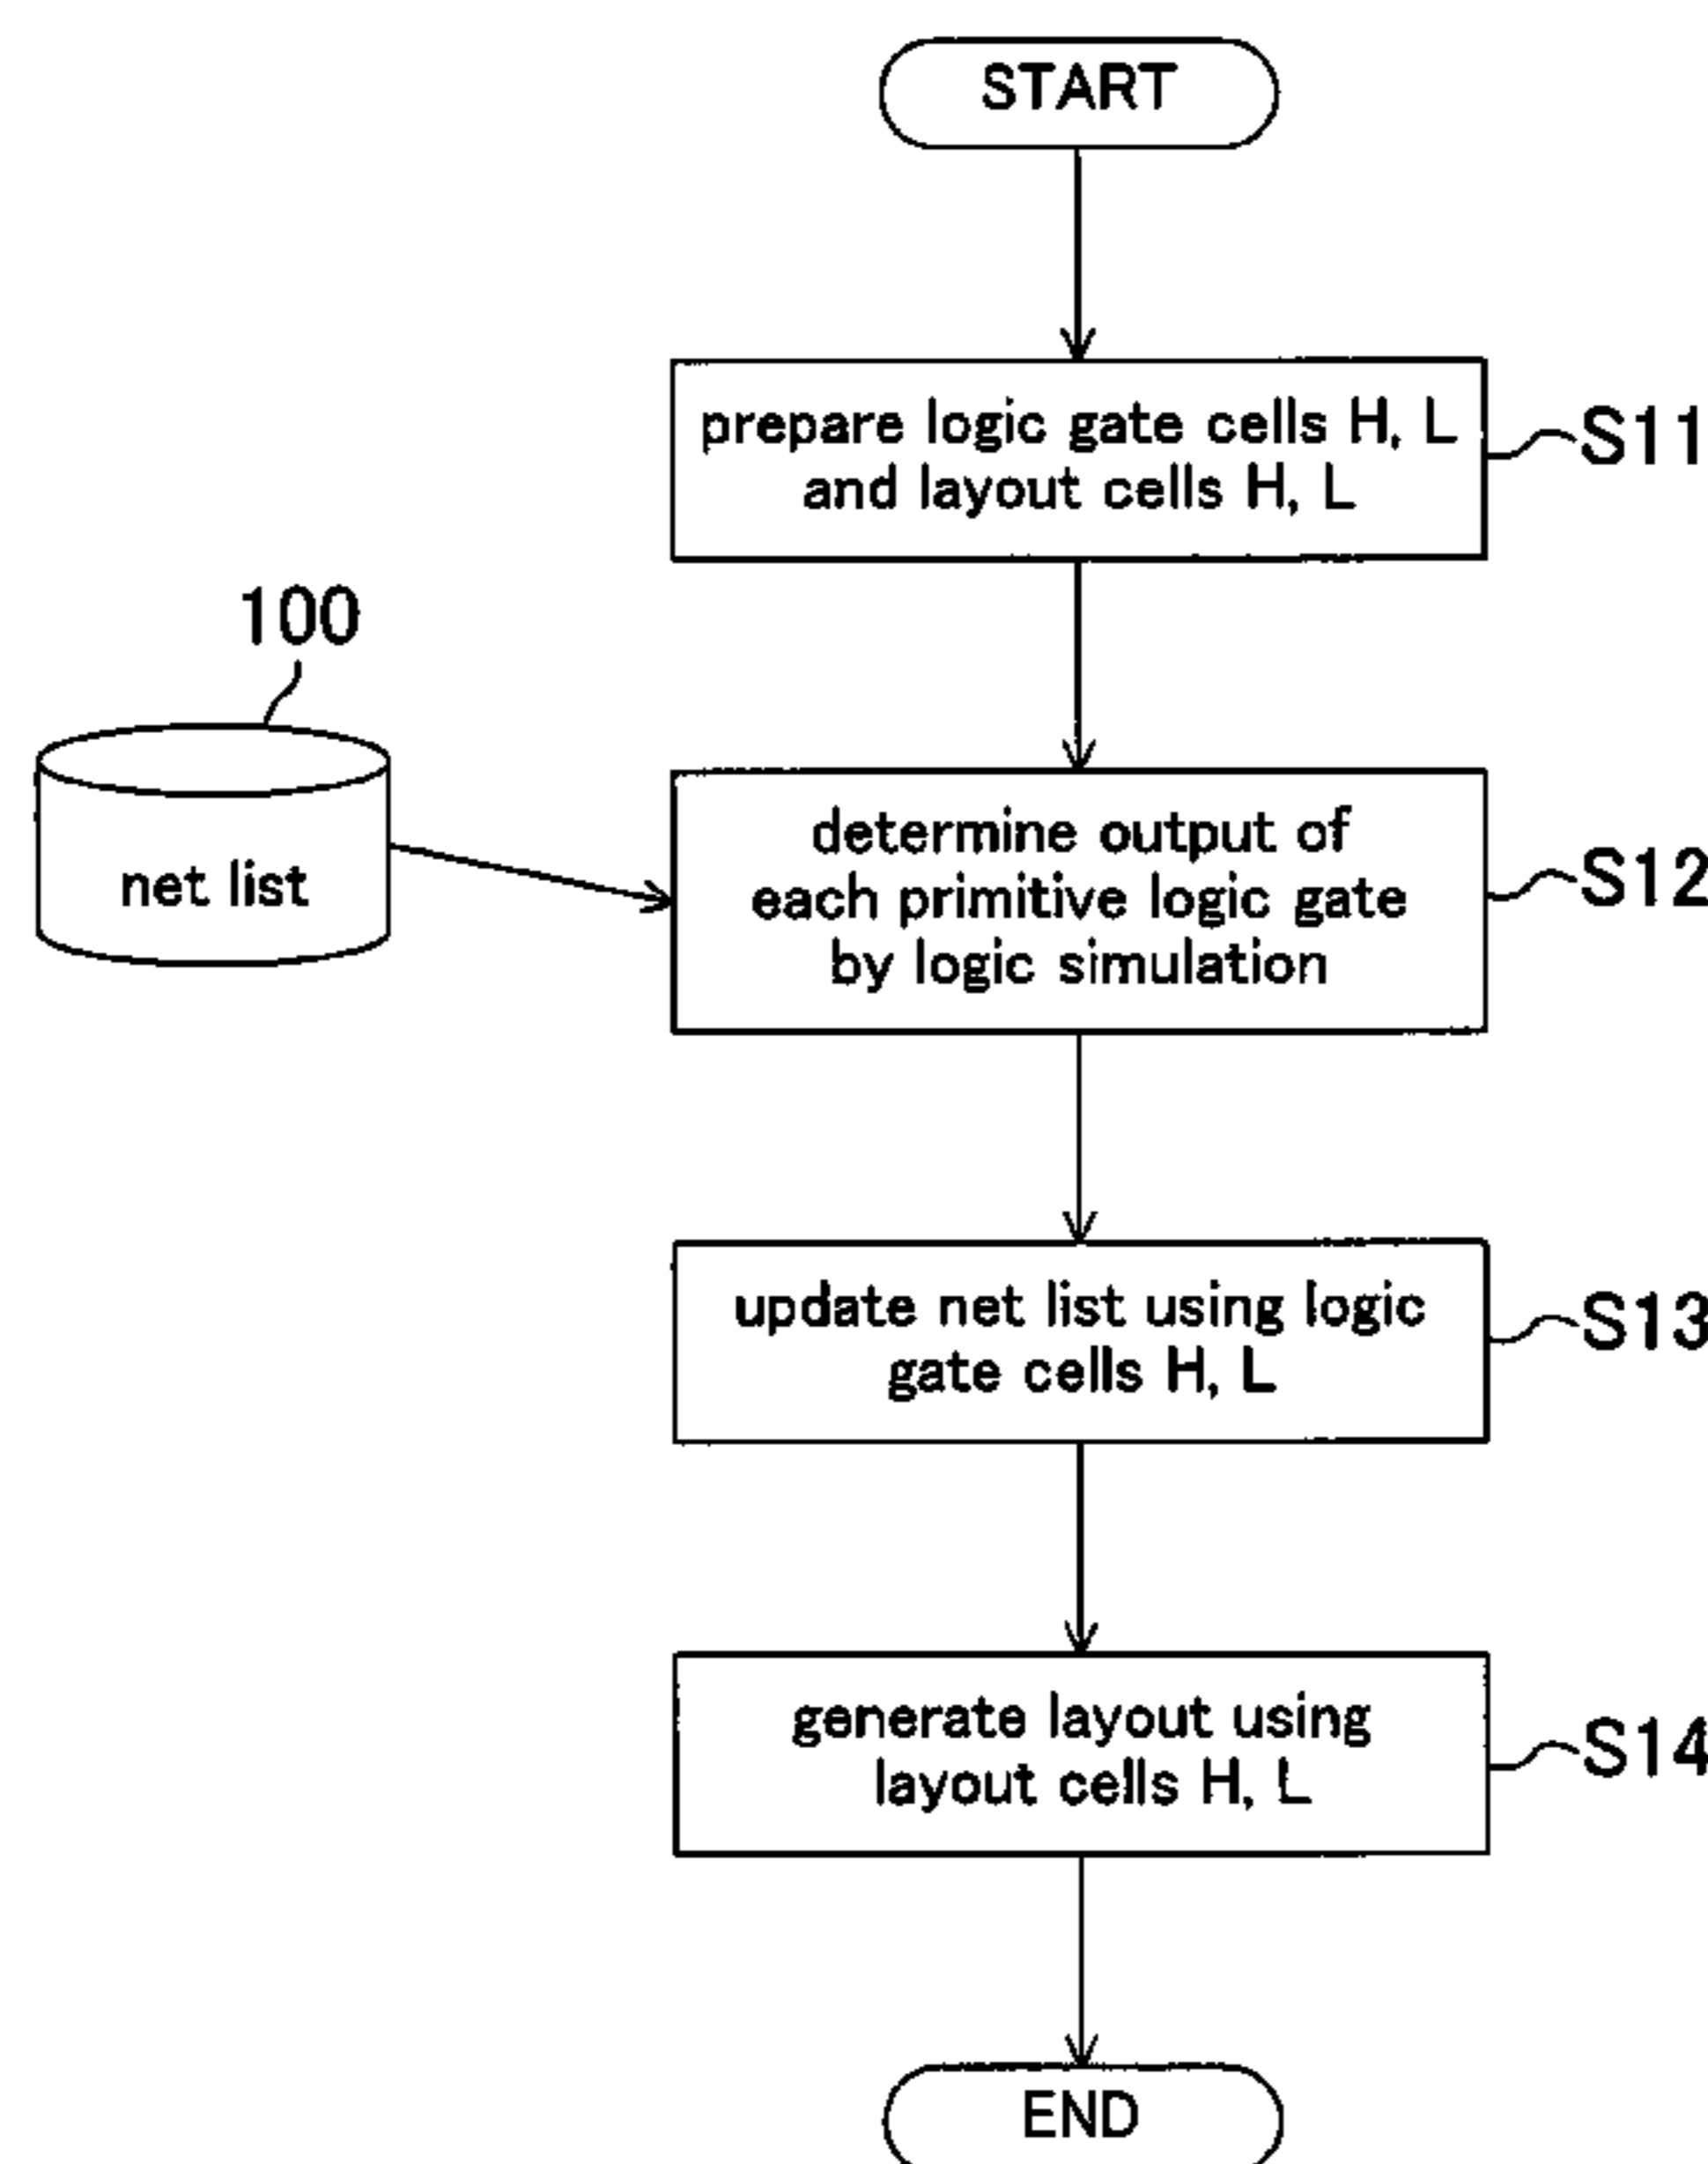 START
prepare logic gate cells H, L
and layout cells H, L
S11
100
net list
determine output of
each primitive logic gate
by logic simulation
S12
update net list using logic
gate cells H, L
S13
generate layout using
layout cells H, L
S14
END